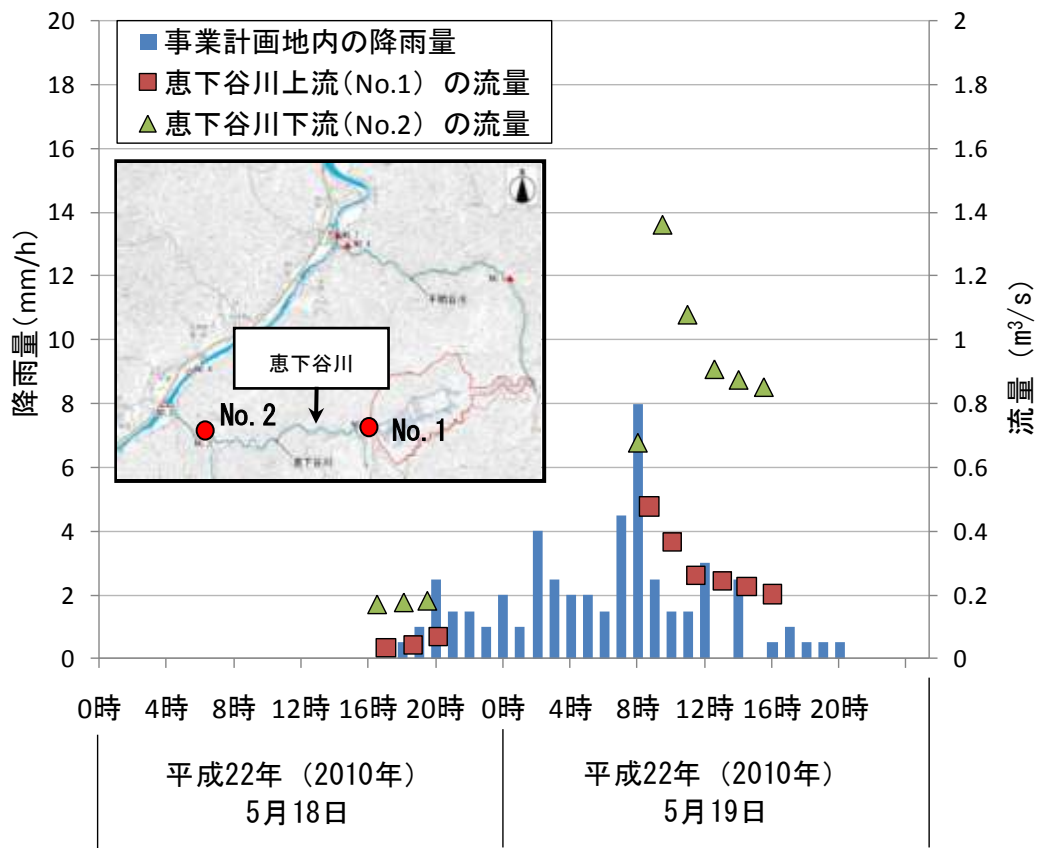 20
18
16
14
12
10
8
6
4
2
0
降雨量(mm/h)
■事業計画地内の降雨量
恵下谷川上流(No.1) の流量
恵下谷川下流(No.2) の流量
恵下谷川
No. 2
No. 1
恵下谷川
2
1.8
1.6
1.4
1.2
1
0.8
0.6
0.4
0.2
0
流量 (m³/s)
0時 4時 8時 12時 16時 20時 0時 4時 8時 12時 16時 20時
平成22年 (2010年)
5月18日
平成22年 (2010年)
5月19日